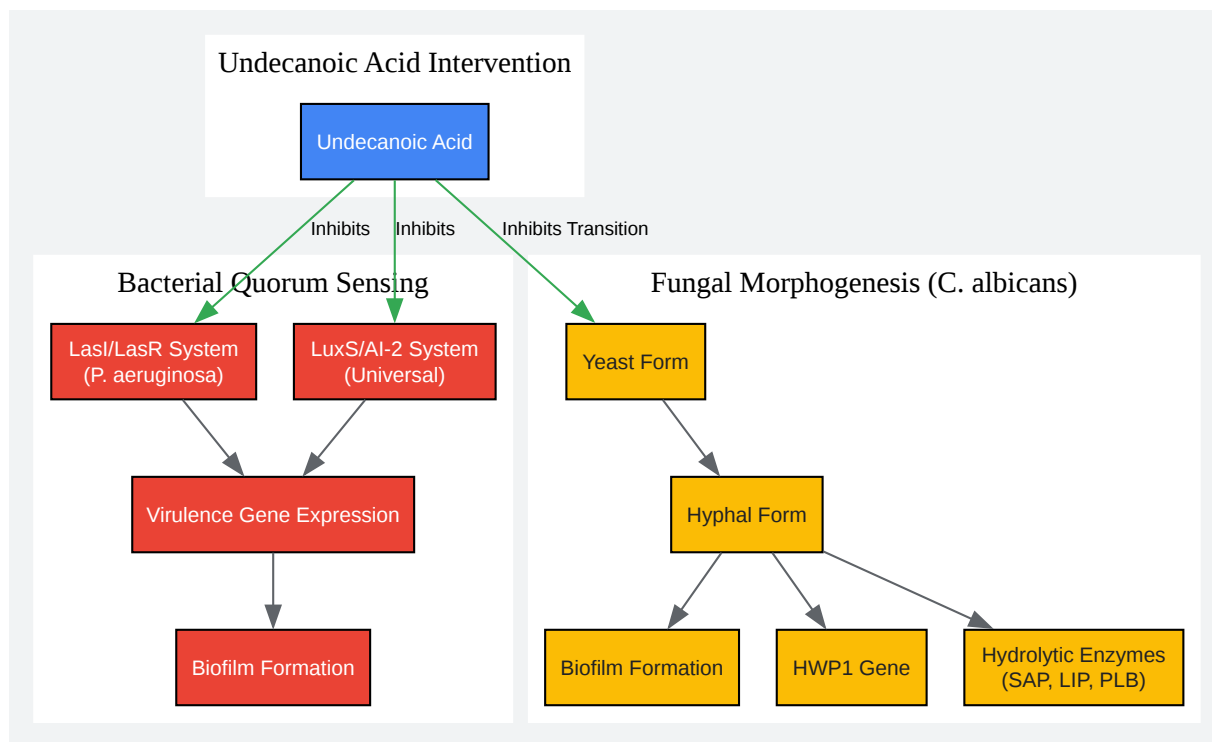 Undecanoic Acid Intervention
Undecanoic Acid
Inhibits
Inhibits
Inhibits Transition
Bacterial Quorum Sensing
LasI/LasR System
(P. aeruginosa)
LuxS/AI-2 System
(Universal)
Virulence Gene Expression
Biofilm Formation
Fungal Morphogenesis (C. albicans)
Yeast Form
Hyphal Form
Biofilm Formation
HWP1 Gene
Hydrolytic Enzymes
(SAP, LIP, PLB)